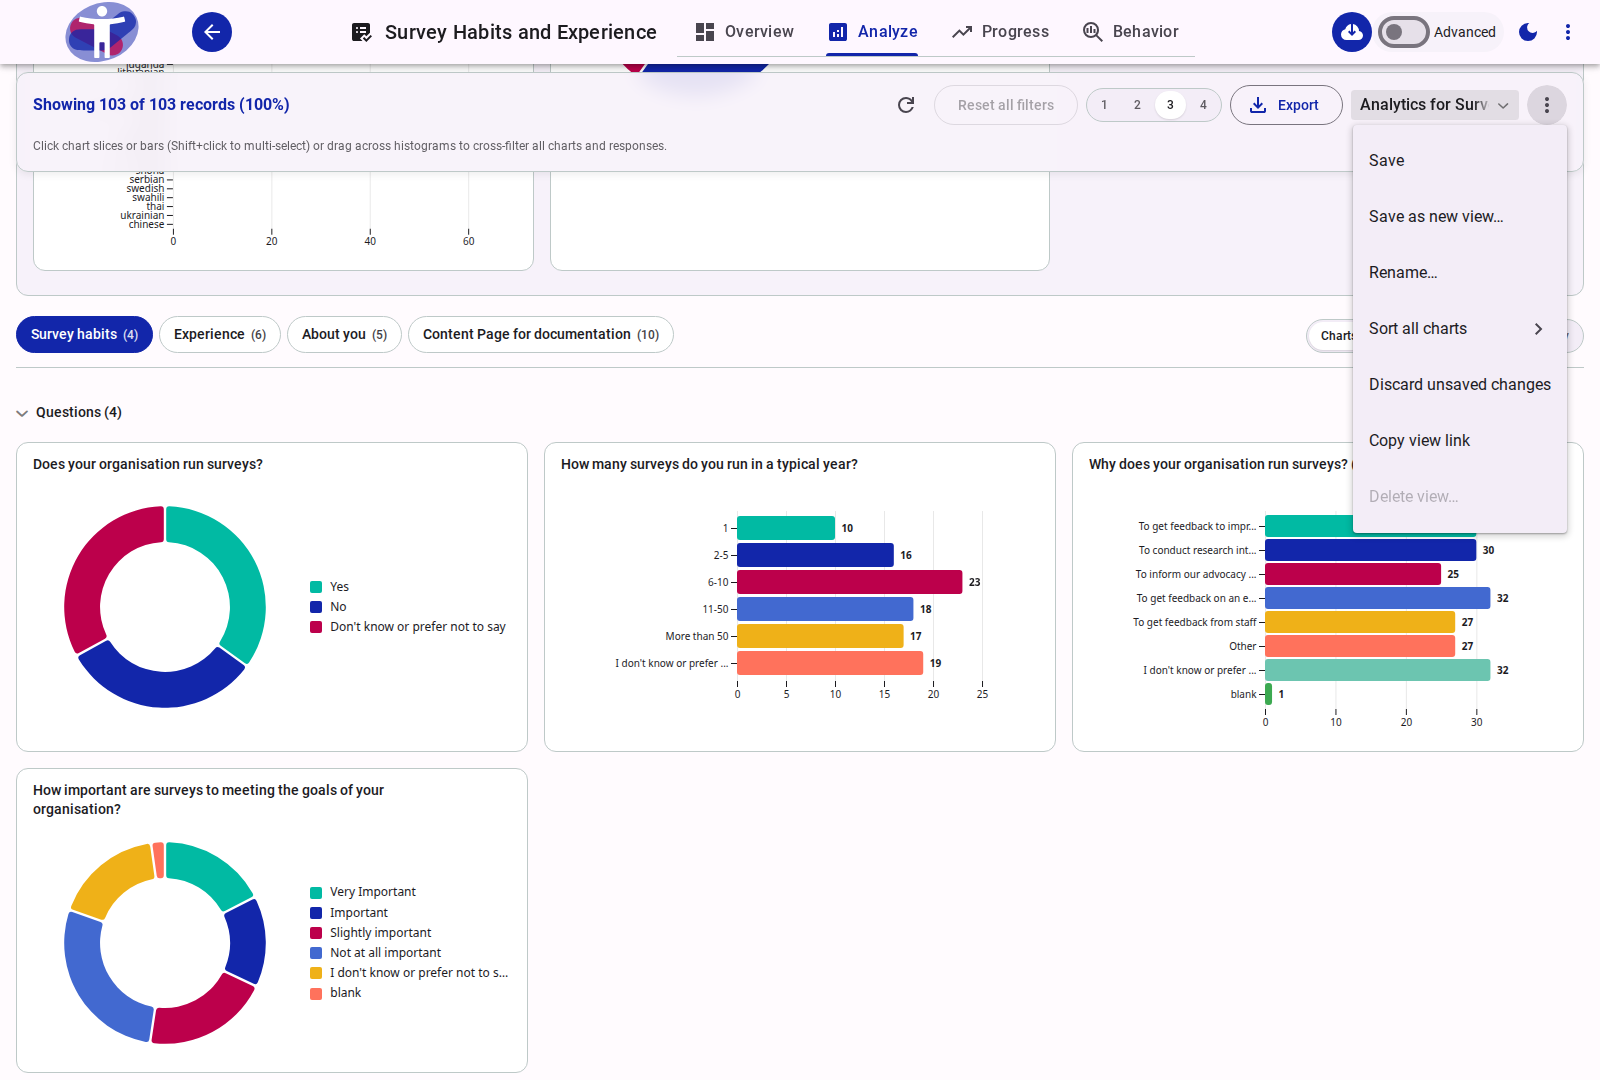 Survey Habits and Experience
Overview
Analyze
Progress
Behavior
Advanced
Showing 103 of 103 records (100%)
Reset all filters
1 2 3 4
Export
Analytics for Surv
Click chart slices or bars (Shift+click to multi-select) or drag across histograms to cross-filter all charts and responses.
Save
Save as new view...
Rename...
Sort all charts
Discard unsaved changes
Copy view link
Delete view...
serbian
swedish
swahili
thai
ukrainian
chinese
0 20 40 60
Survey habits (4)
Experience (6)
About you (5)
Content Page for documentation (10)
Charts
Questions (4)
Does your organisation run surveys?
Yes
No
Don't know or prefer not to say
How many surveys do you run in a typical year?
1 10
2-5 16
6-10 23
11-50 18
More than 50 17
I don't know or prefer ... 19
0 5 10 15 20 25
Why does your organisation run surveys? (
To get feedback to impr...
To conduct research int... 30
To inform our advocacy ... 25
To get feedback on an e... 32
To get feedback from staff 27
Other 27
I don't know or prefer ... 32
blank 1
0 10 20 30
How important are surveys to meeting the goals of your
organisation?
Very Important
Important
Slightly important
Not at all important
I don't know or prefer not to s...
blank